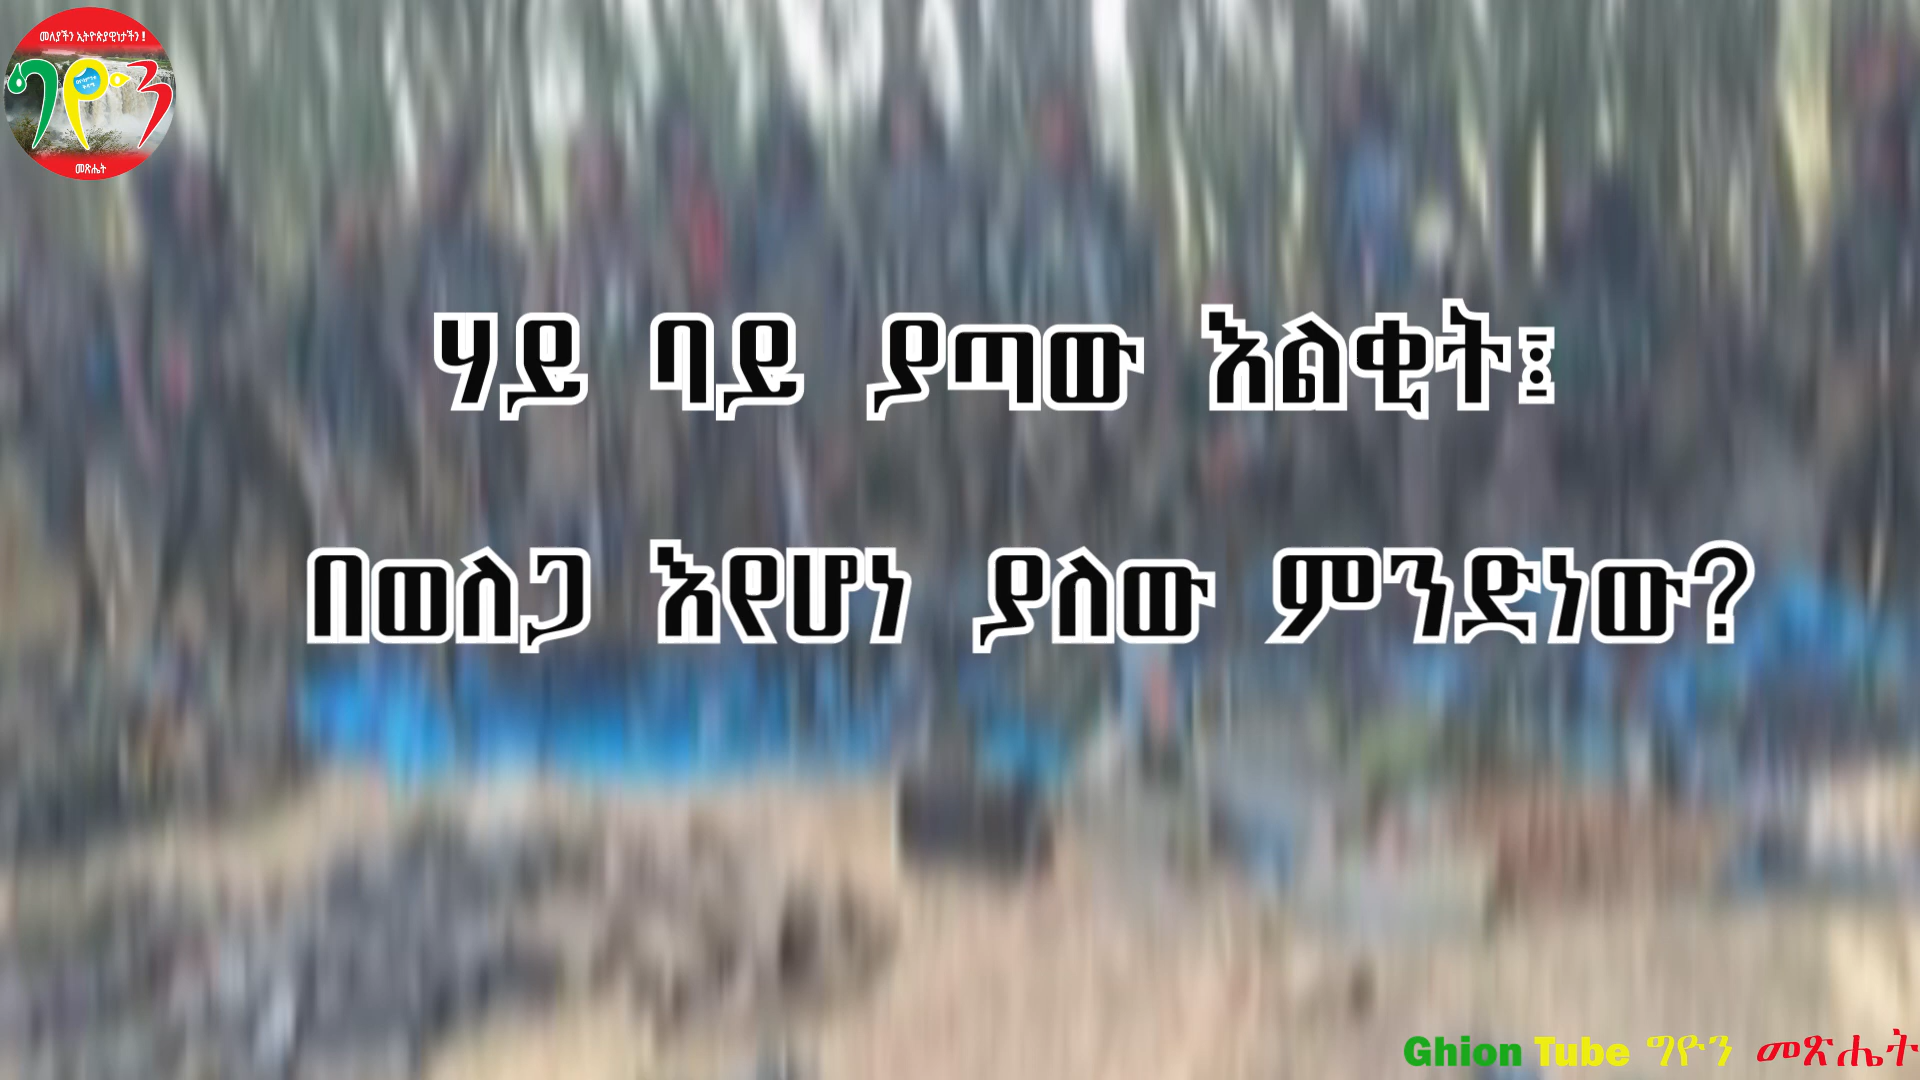 መለያችን ኢትዮጵያዊነታችን !
ግዮን
መጽሔት
ሃይ ባይ ያጣው እልቂት፤
በወለጋ እየሆነ ያለው ምንድነው?
Ghion Tube ግዮን መጽሔት